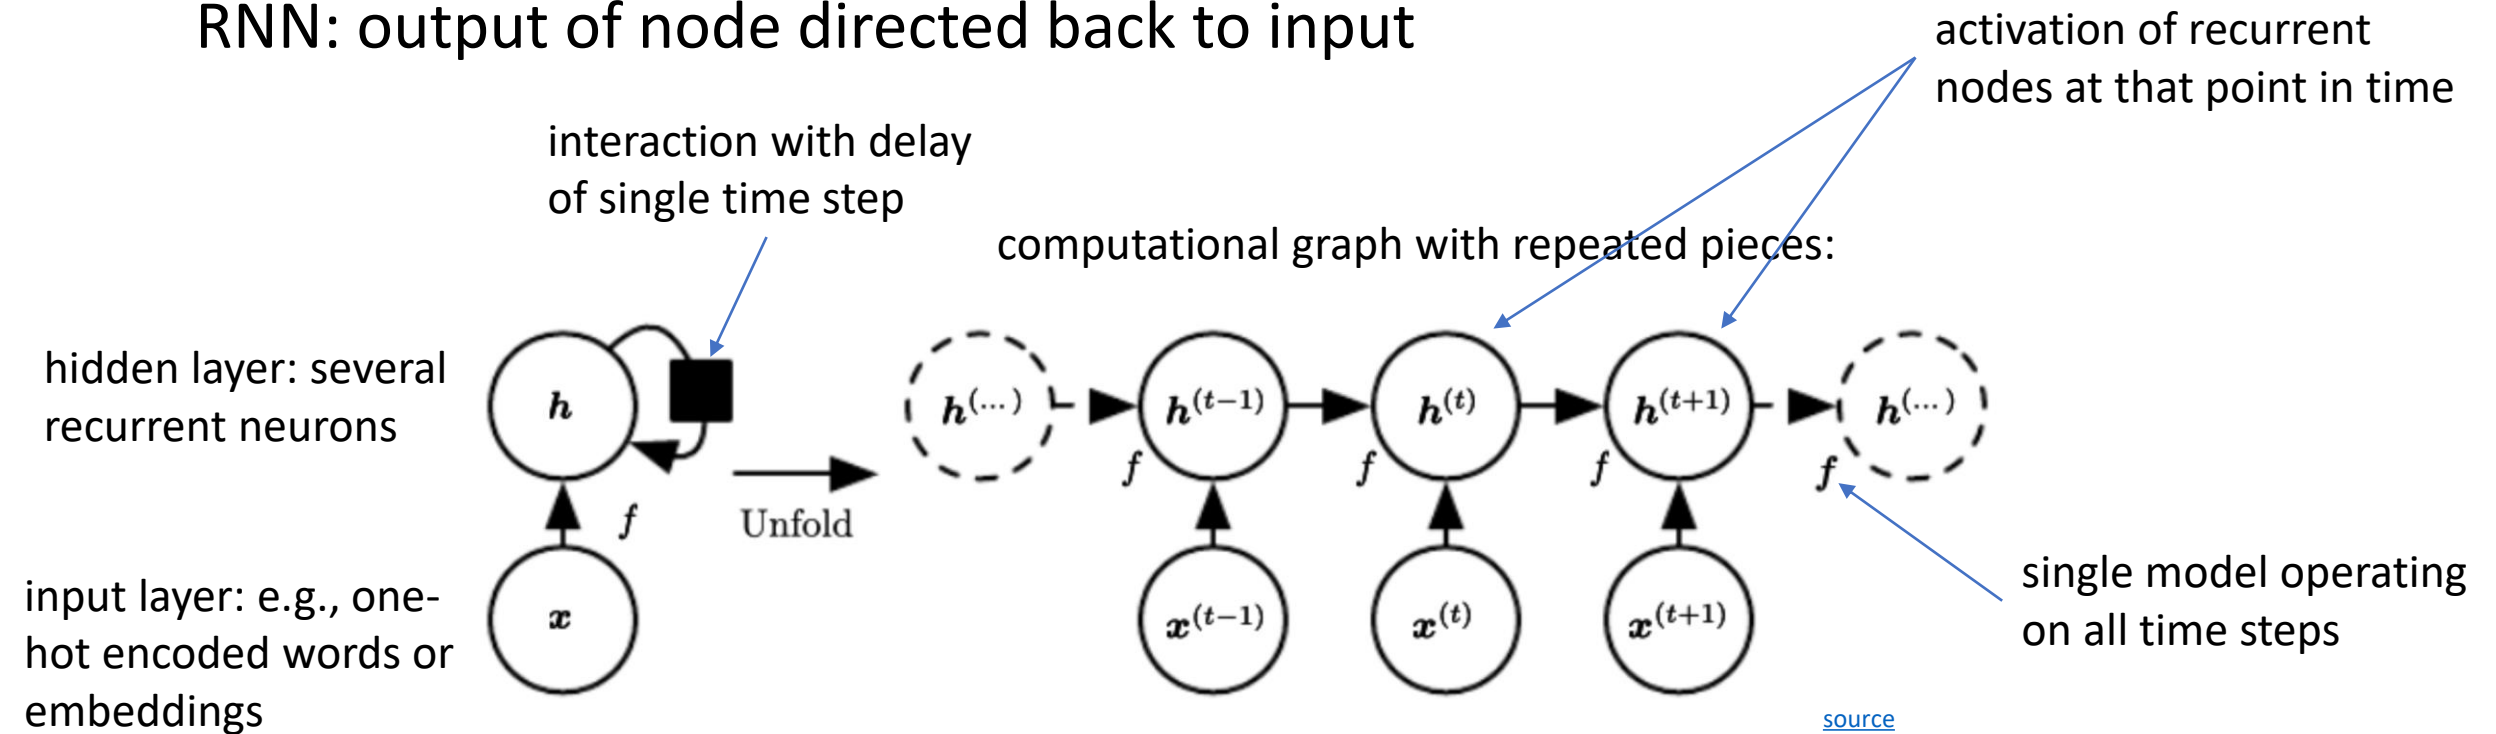 RNN: output of node directed back to input
activation of recurrent
nodes at that point in time
interaction with delay
of single time step
computational graph with repeated pieces:
hidden layer: several
recurrent neurons
h
h(...)
h(t−1)
h(t)
h(t+1)
h(...)
f
f
f
f
f
Unfold
input layer: e.g., one-
hot encoded words or
embeddings
x
x(t−1)
x(t)
x(t+1)
single model operating
on all time steps
source